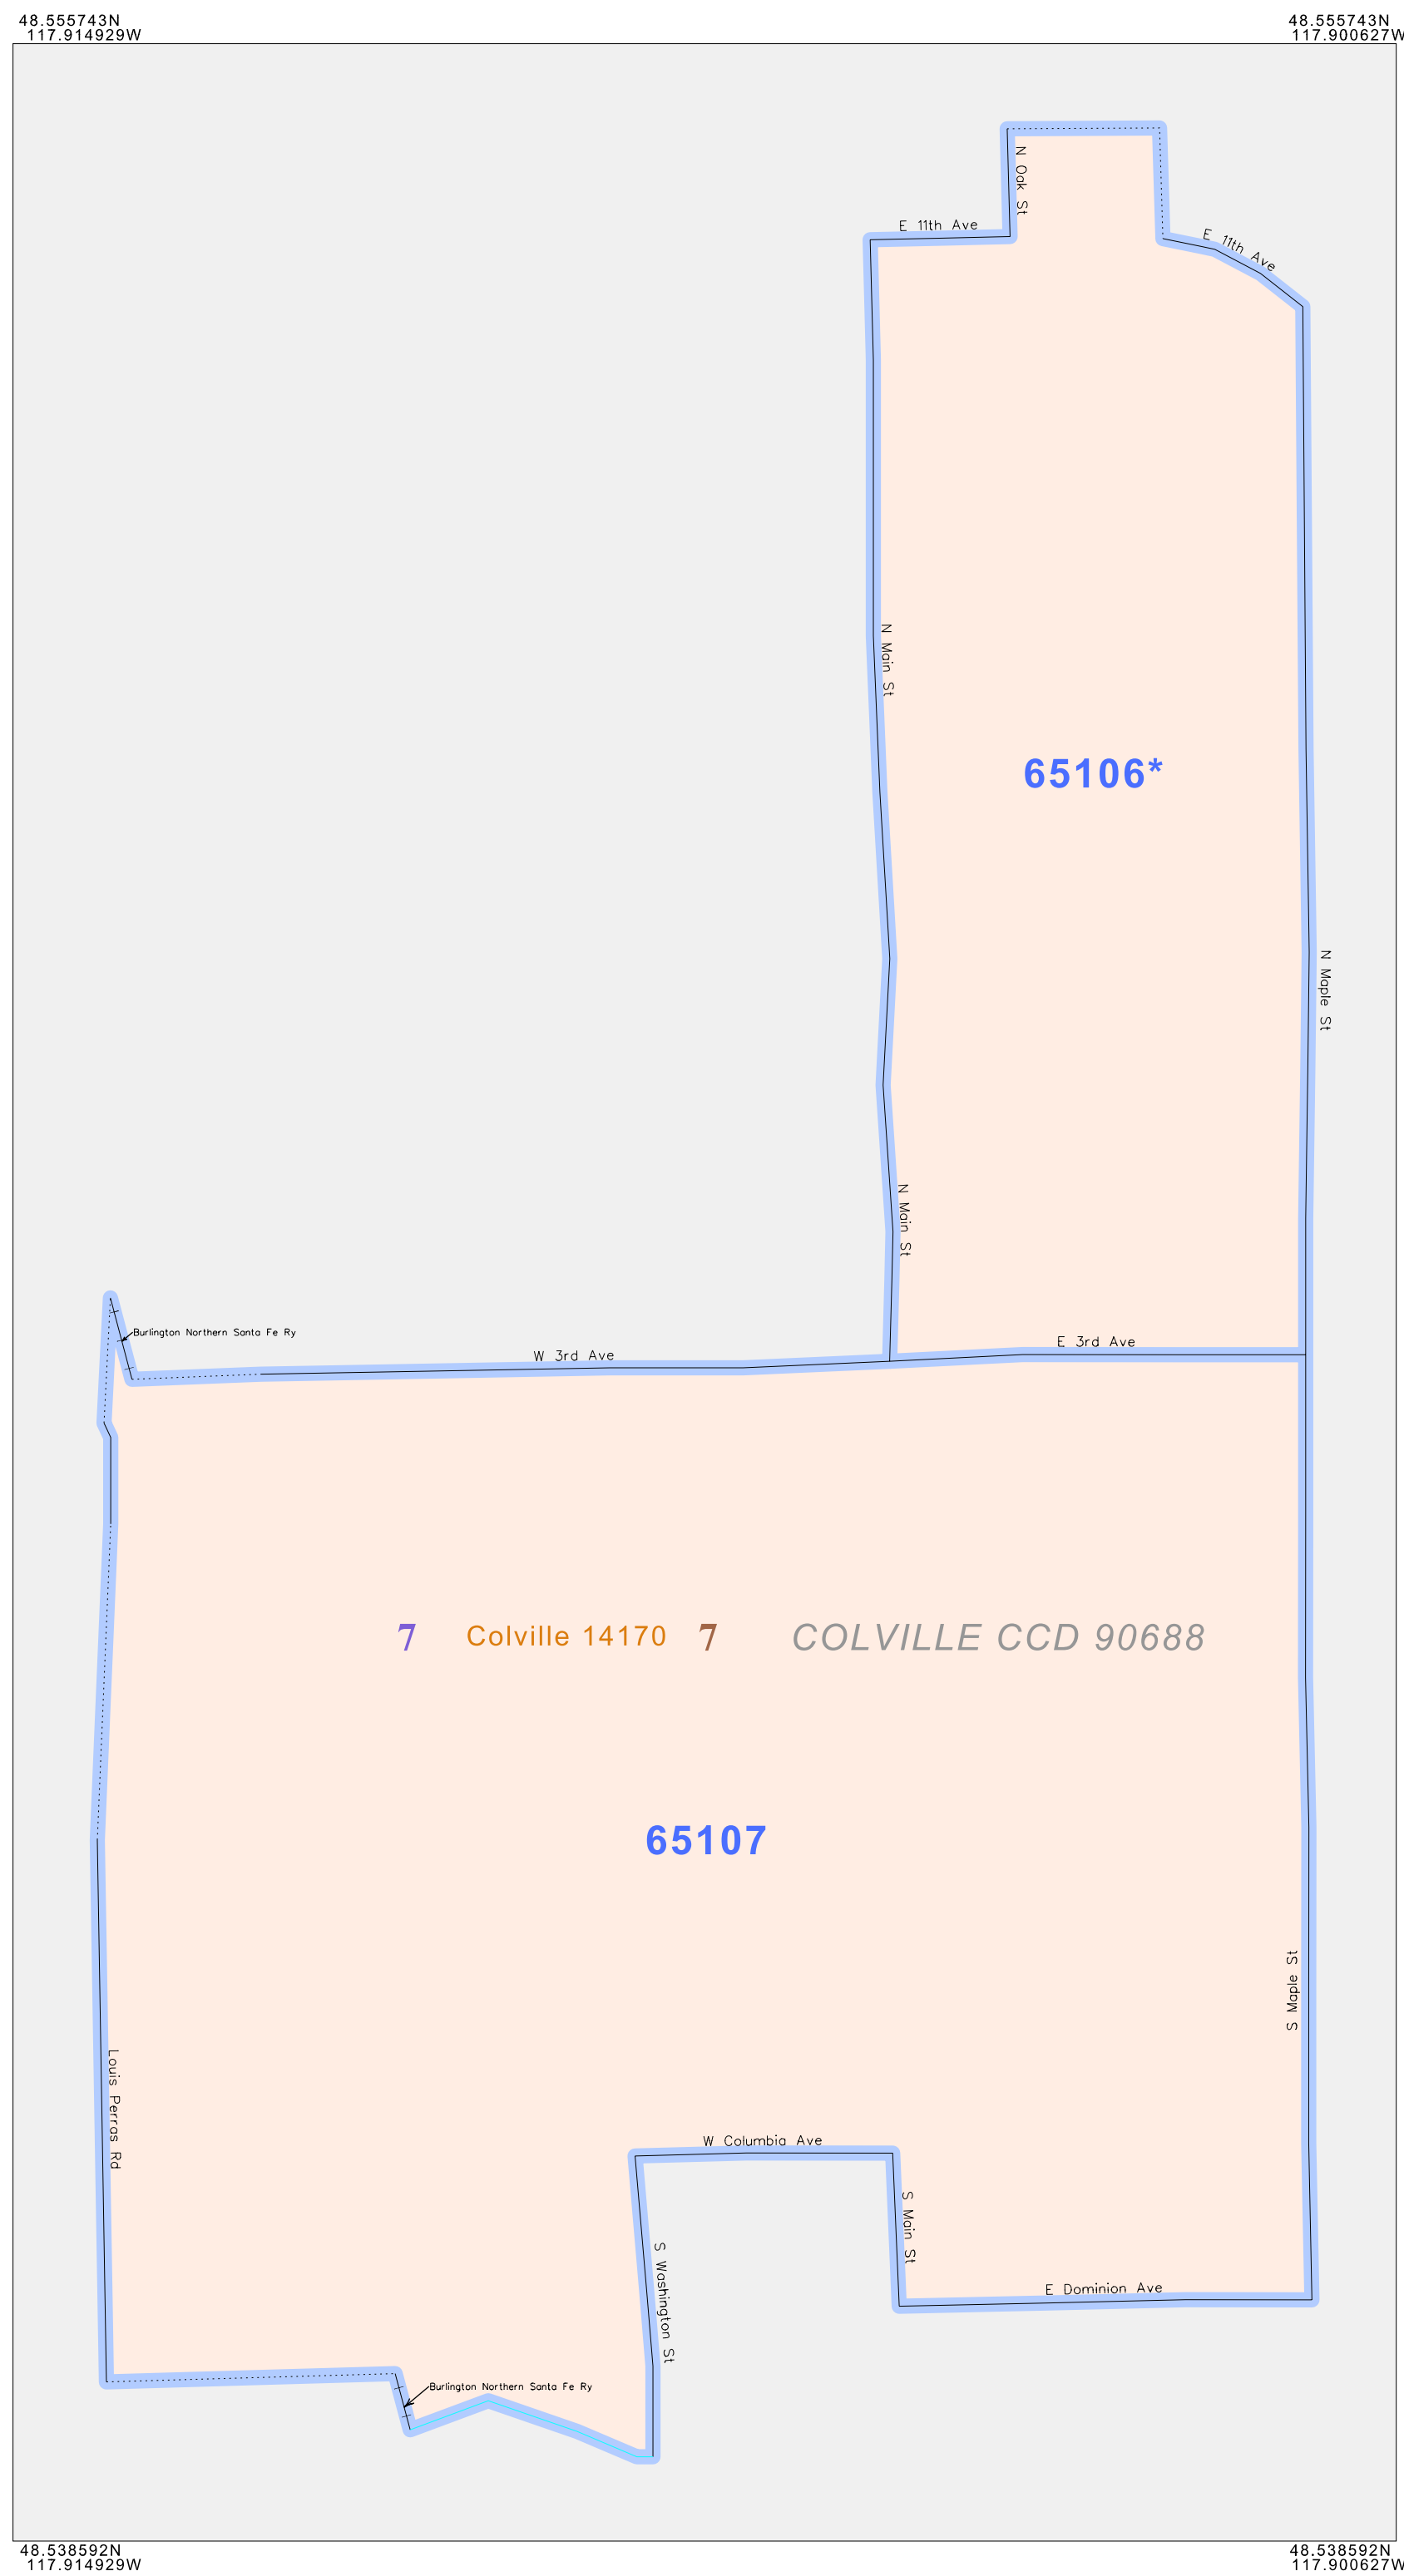 48.555743N
117.914929W
48.555743N
117.900627W
N Oak St
E 11th Ave
E 11th Ave
N Main St
65106*
N Maple St
N Main St
Burlington Northern Santa Fe Ry
W 3rd Ave
E 3rd Ave
7
Colville 14170
7
COLVILLE CCD 90688
65107
S Maple St
Louis Perras Rd
W Columbia Ave
S Main St
S Washington St
E Dominion Ave
Burlington Northern Santa Fe Ry
48.538592N
117.914929W
48.538592N
117.900627W